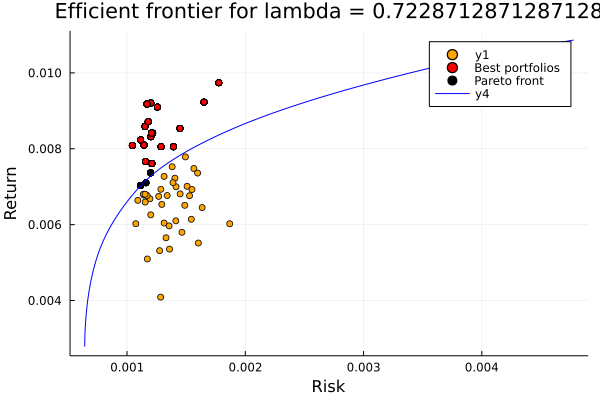 Efficient frontier for lambda = 0.7228712871287128
y1
Best portfolios
Pareto front
y4
0.010
0.008
0.006
0.004
Return
0.001
0.002
0.003
0.004
Risk